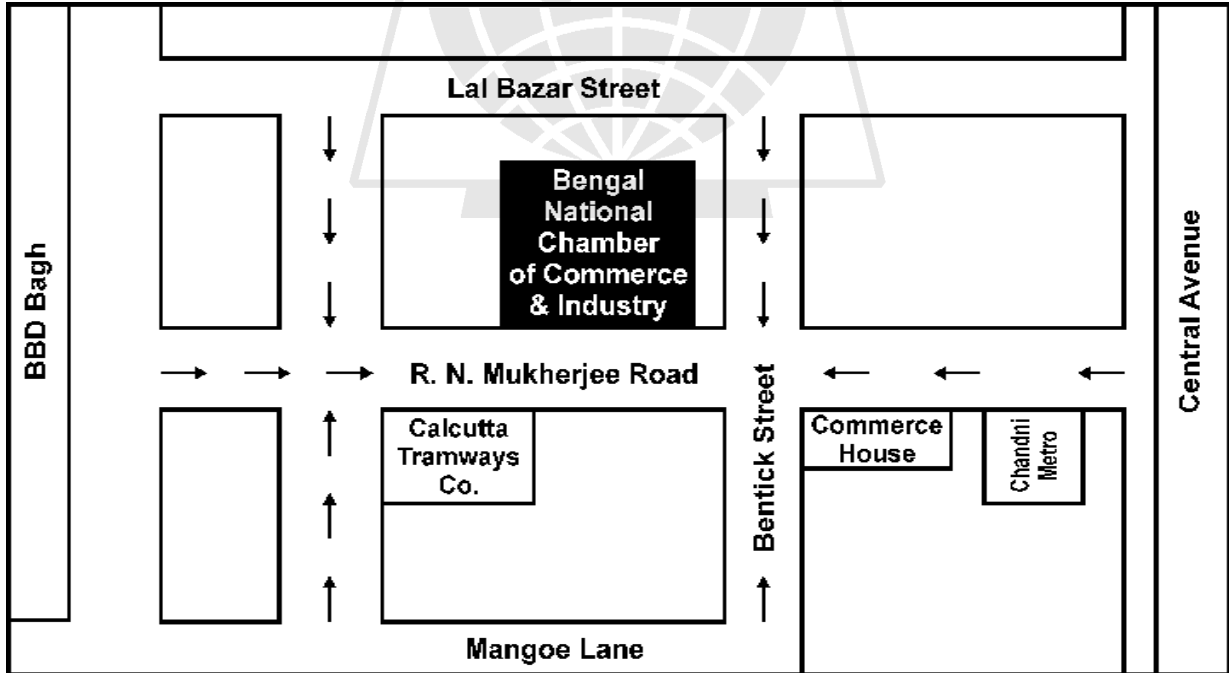 Lal Bazar Street
Bengal
National
Chamber
of Commerce
& Industry
BBD Bagh
Central Avenue
R. N. Mukherjee Road
Bentick Street
Calcutta
Tramways
Co.
Commerce
House
Chandni
Metro
Mangoe Lane